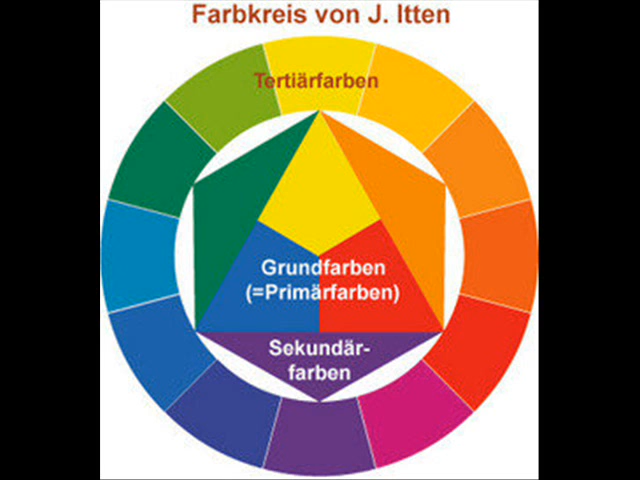 Farbkreis von J. Itten
Tertiärfarben
Grundfarben
(=Primärfarben)
Sekundär-
farben